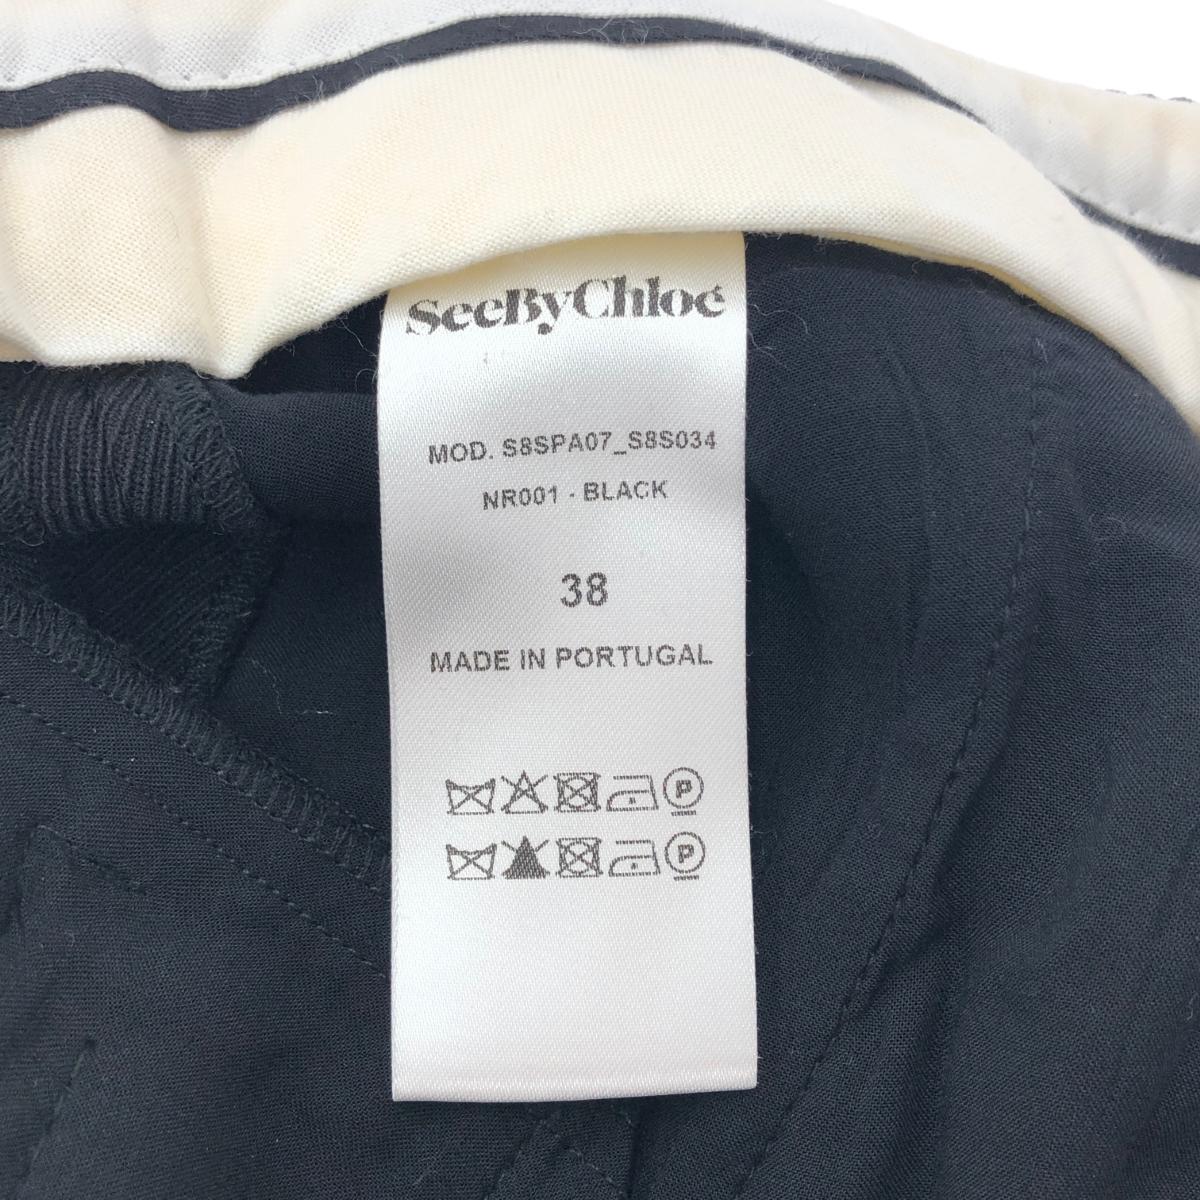 SeeByChloé
MOD. S8SPA07_S8S034
NR001 - BLACK
38
MADE IN PORTUGAL
P
P